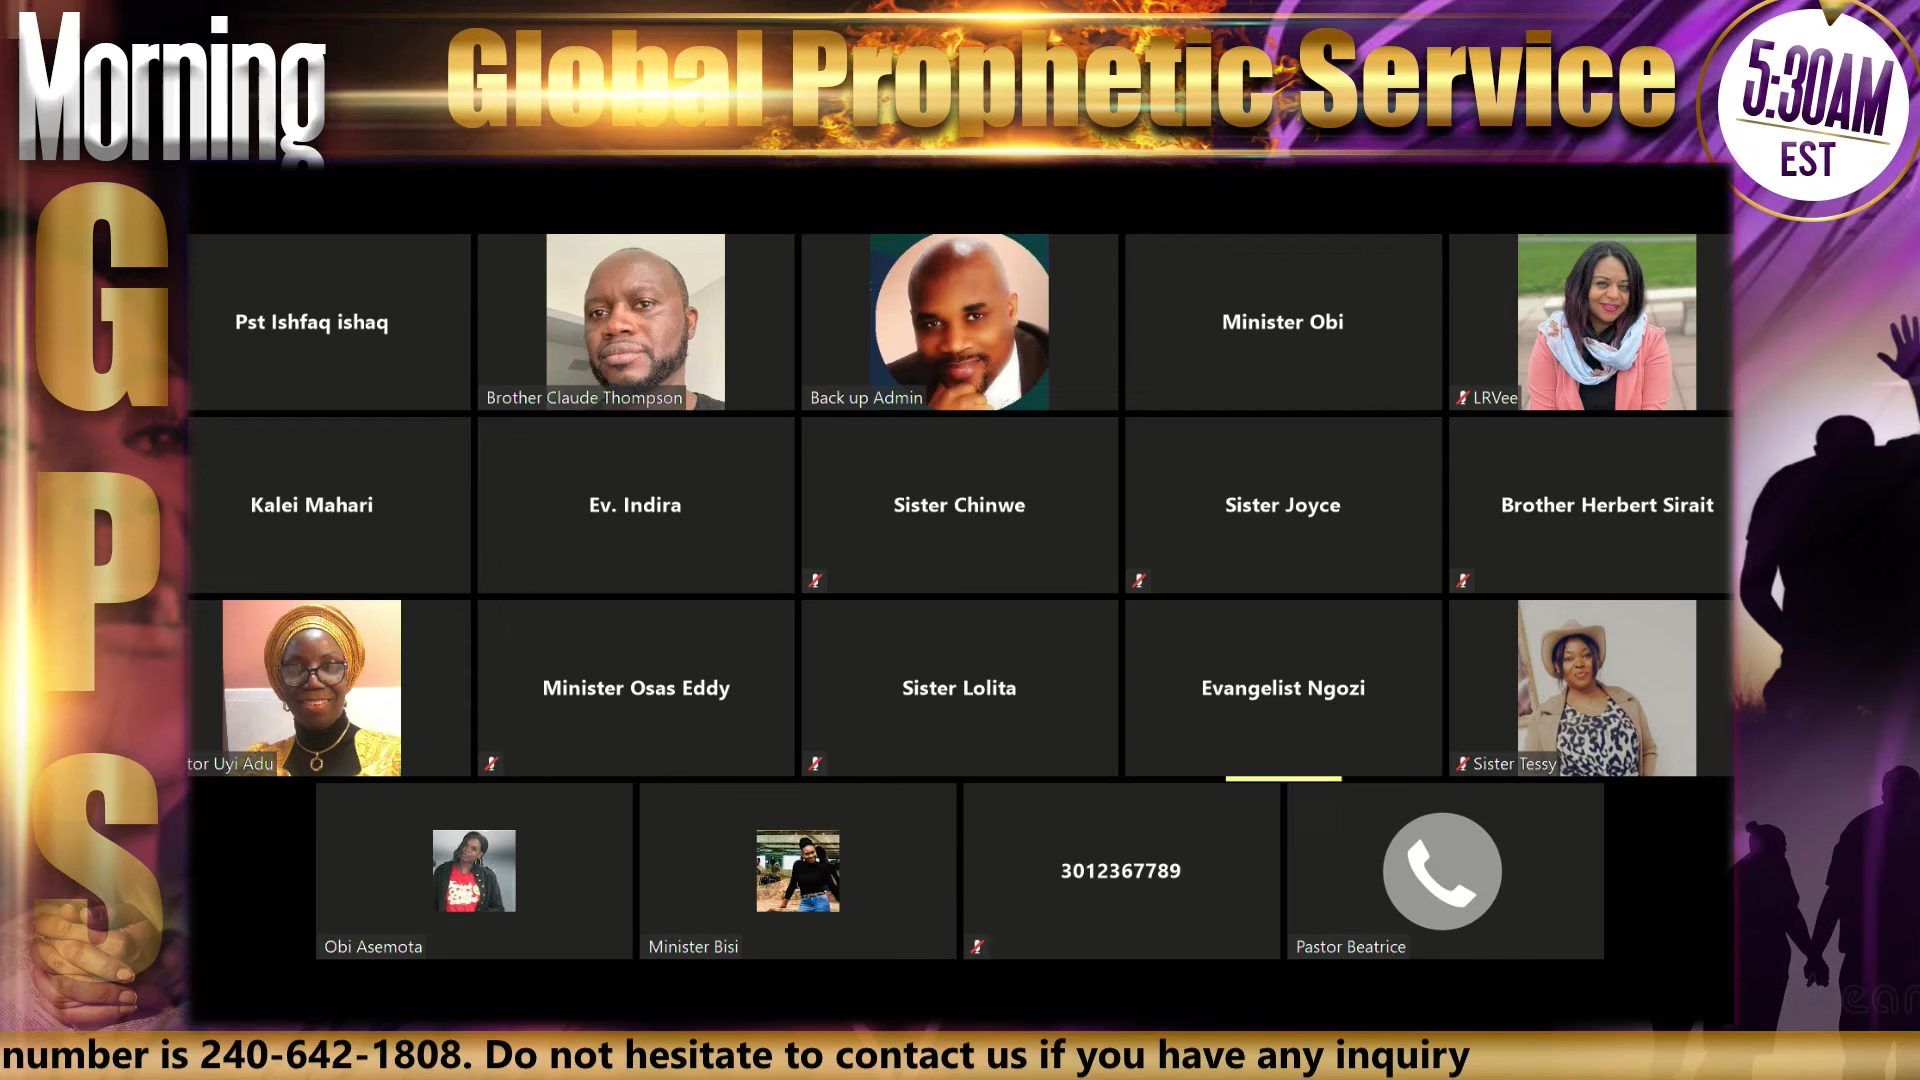 Morning
Global Prophetic Service
5:30AM
EST
G
P
S
Pst Ishfaq ishaq
Brother Claude Thompson
Back up Admin
Minister Obi
LRVee
Kalei Mahari
Ev. Indira
Sister Chinwe
Sister Joyce
Brother Herbert Sirait
tor Uyi Adu
Minister Osas Eddy
Sister Lolita
Evangelist Ngozi
Sister Tessy
Obi Asemota
Minister Bisi
3012367789
Pastor Beatrice
number is 240-642-1808. Do not hesitate to contact us if you have any inquiry